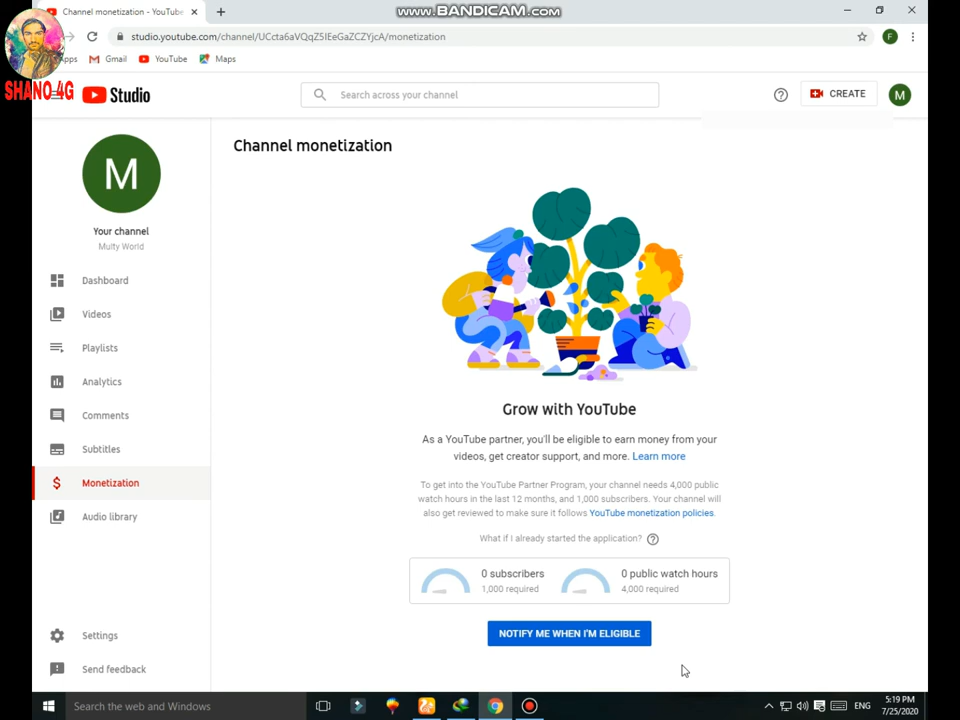 Channel monetization - YouTube
www.BANDICAM.com
studio.youtube.com/channel/UCcta6aVQqZ5IEeGaZCZYjcA/monetization
F
Apps
Gmail
YouTube
Maps
SHANO 4G
Studio
Search across your channel
CREATE
M
M
Your channel
Multy World
Dashboard
Videos
Playlists
Analytics
Comments
Subtitles
Monetization
Audio library
Settings
Send feedback
Channel monetization
Grow with YouTube
As a YouTube partner, you'll be eligible to earn money from your
videos, get creator support, and more. Learn more
To get into the YouTube Partner Program, your channel needs 4,000 public
watch hours in the last 12 months, and 1,000 subscribers. Your channel will
also get reviewed to make sure it follows YouTube monetization policies.
What if I already started the application?
0 subscribers
1,000 required
0 public watch hours
4,000 required
NOTIFY ME WHEN I'M ELIGIBLE
Search the web and Windows
ENG
5:19 PM
7/25/2020